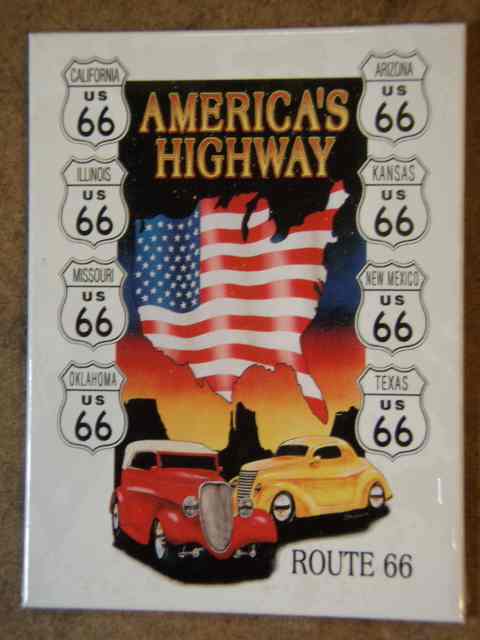 AMERICA'S
HIGHWAY
CALIFORNIA
US
66
ILLINOIS
US
66
MISSOURI
US
66
OKLAHOMA
US
66
ARIZONA
US
66
KANSAS
US
66
NEW MEXICO
US
66
TEXAS
US
66
ROUTE 66